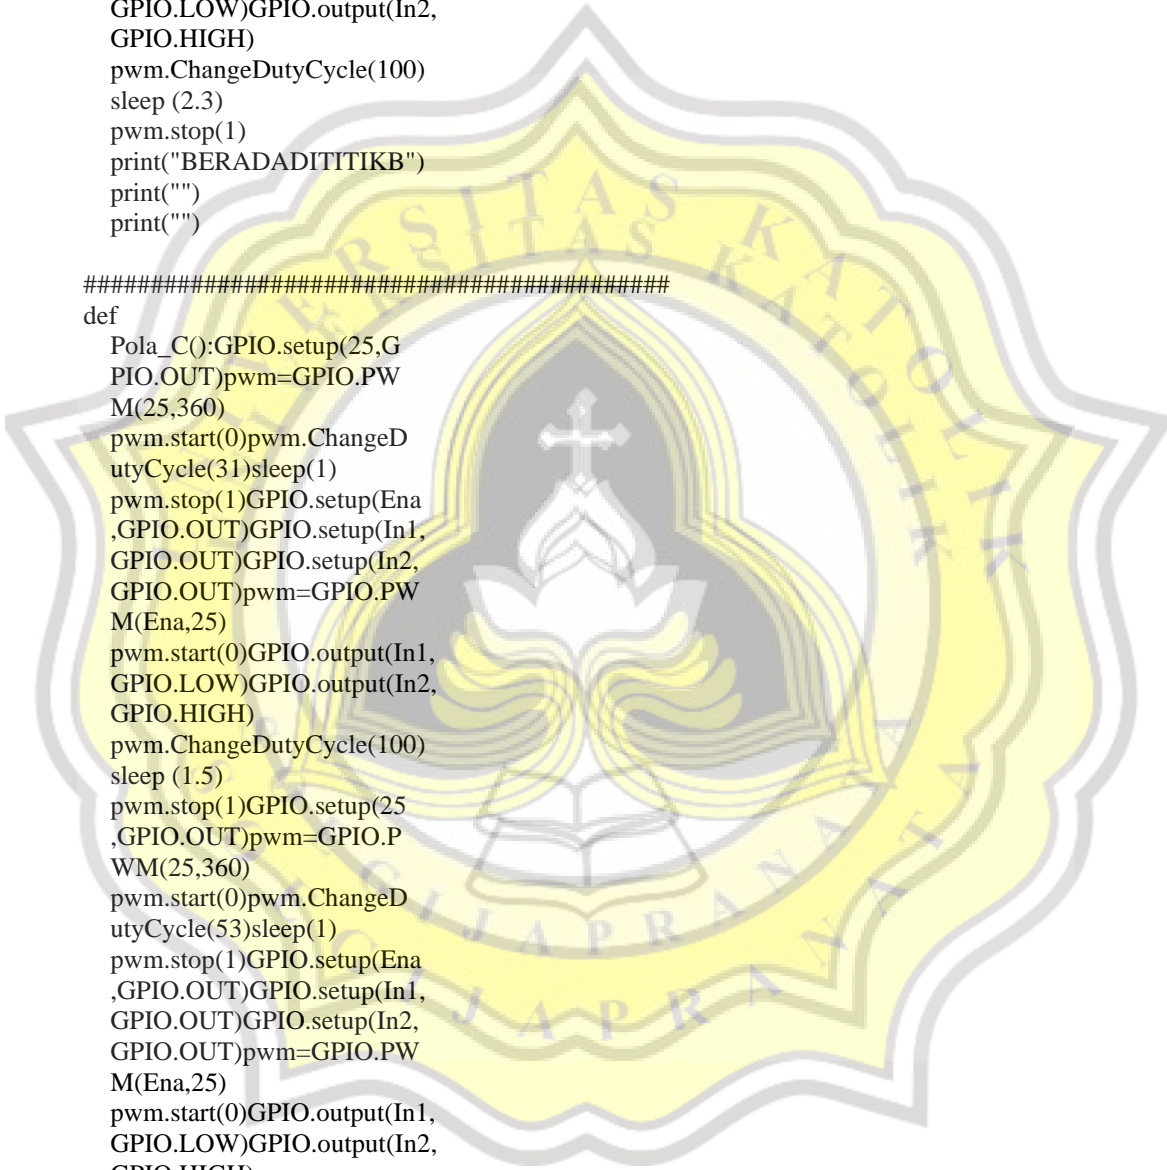 GPIO.LOW)GPIO.output(In2,
GPIO.HIGH)
pwm.ChangeDutyCycle(100)
sleep (2.3)
pwm.stop(1)
print("BERADADITITIKB")
print("")
print("")
############################################
def
Pola_C():GPIO.setup(25,G
PIO.OUT)pwm=GPIO.PW
M(25,360)
pwm.start(0)pwm.ChangeD
utyCycle(31)sleep(1)
pwm.stop(1)GPIO.setup(Ena
,GPIO.OUT)GPIO.setup(In1,
GPIO.OUT)GPIO.setup(In2,
GPIO.OUT)pwm=GPIO.PW
M(Ena,25)
pwm.start(0)GPIO.output(In1,
GPIO.LOW)GPIO.output(In2,
GPIO.HIGH)
pwm.ChangeDutyCycle(100)
sleep (1.5)
pwm.stop(1)GPIO.setup(25
,GPIO.OUT)pwm=GPIO.P
WM(25,360)
pwm.start(0)pwm.ChangeD
utyCycle(53)sleep(1)
pwm.stop(1)GPIO.setup(Ena
,GPIO.OUT)GPIO.setup(In1,
GPIO.OUT)GPIO.setup(In2,
GPIO.OUT)pwm=GPIO.PW
M(Ena,25)
pwm.start(0)GPIO.output(In1,
GPIO.LOW)GPIO.output(In2,
GPIO.HIGH)